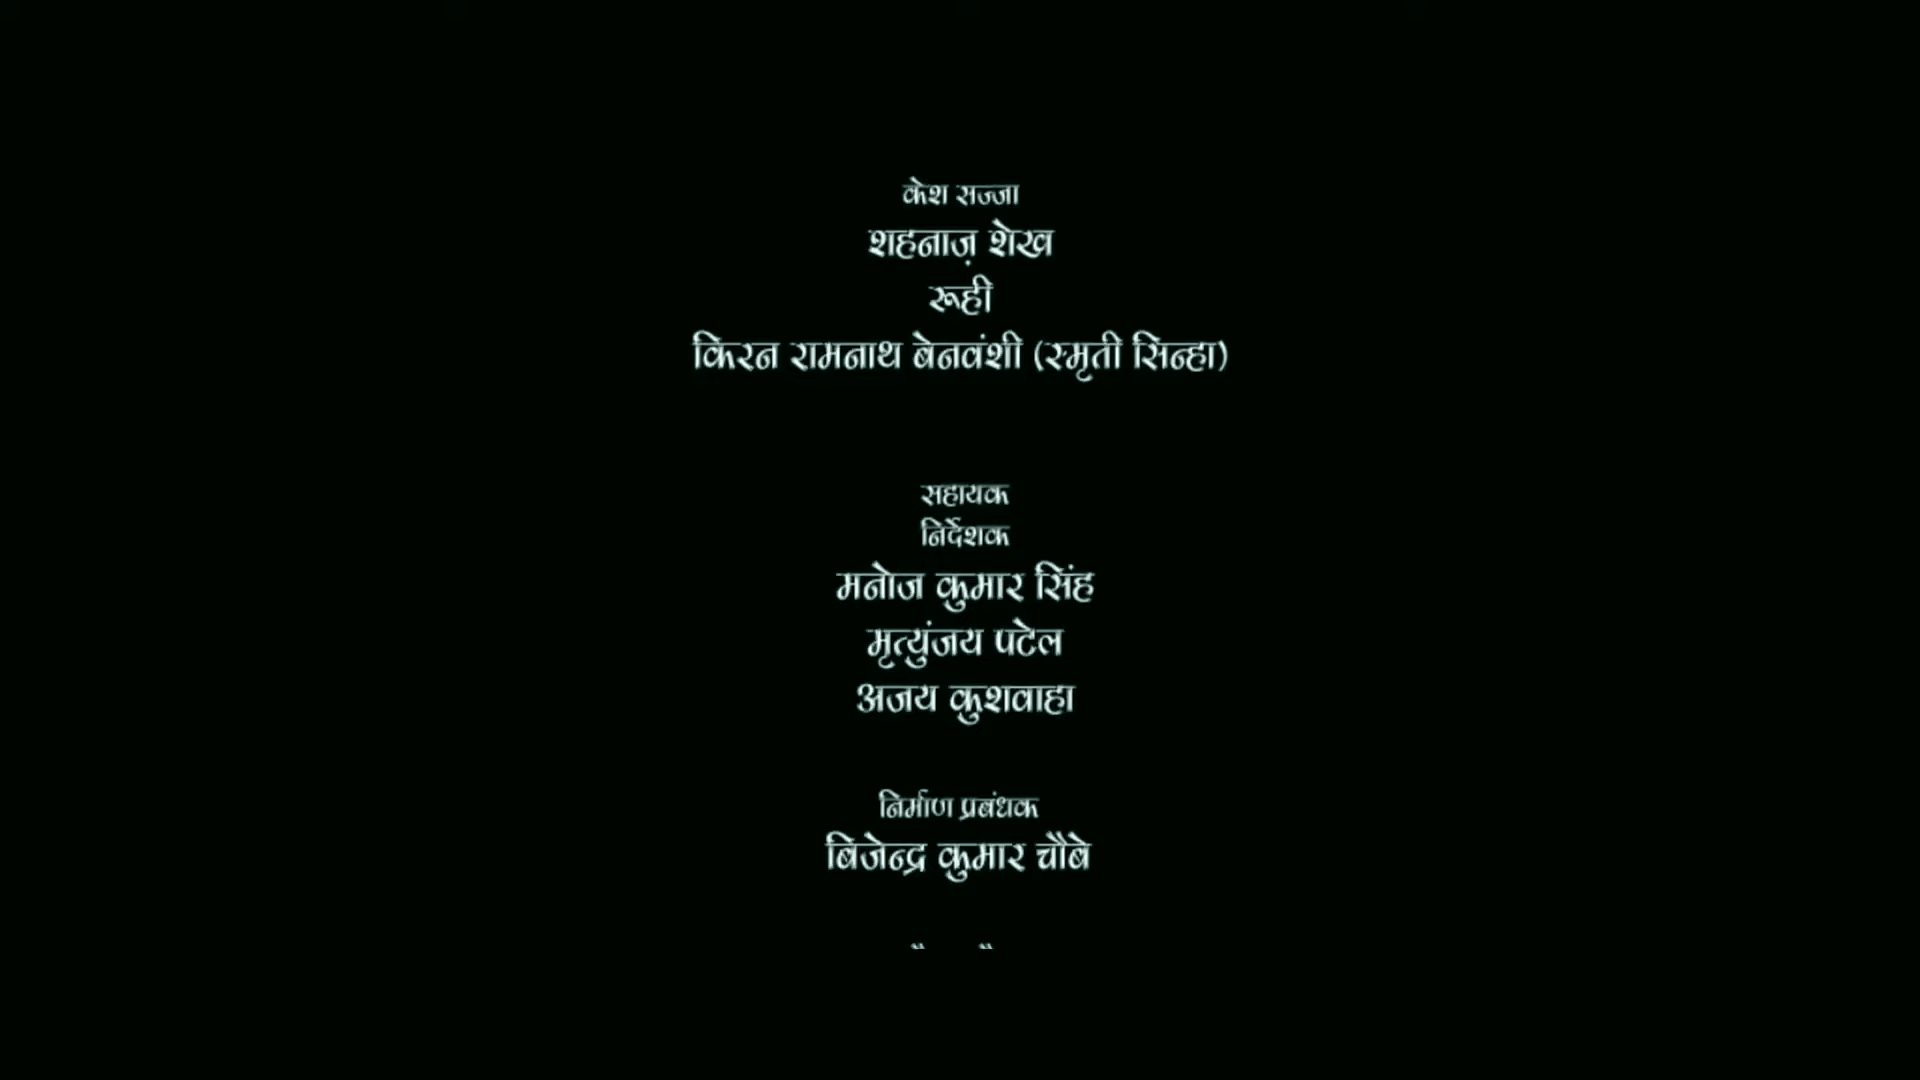 केश सज्जा
शहनाज़ शेख
रूही
किरन रामनाथ बेनवंशी (स्मृती सिन्हा)
सहायक
निर्देशक
मनोज कुमार सिंह
मृत्युंजय पटेल
अजय कुशवाहा
निर्माण प्रबंधक
बिजेन्द्र कुमार चौबे